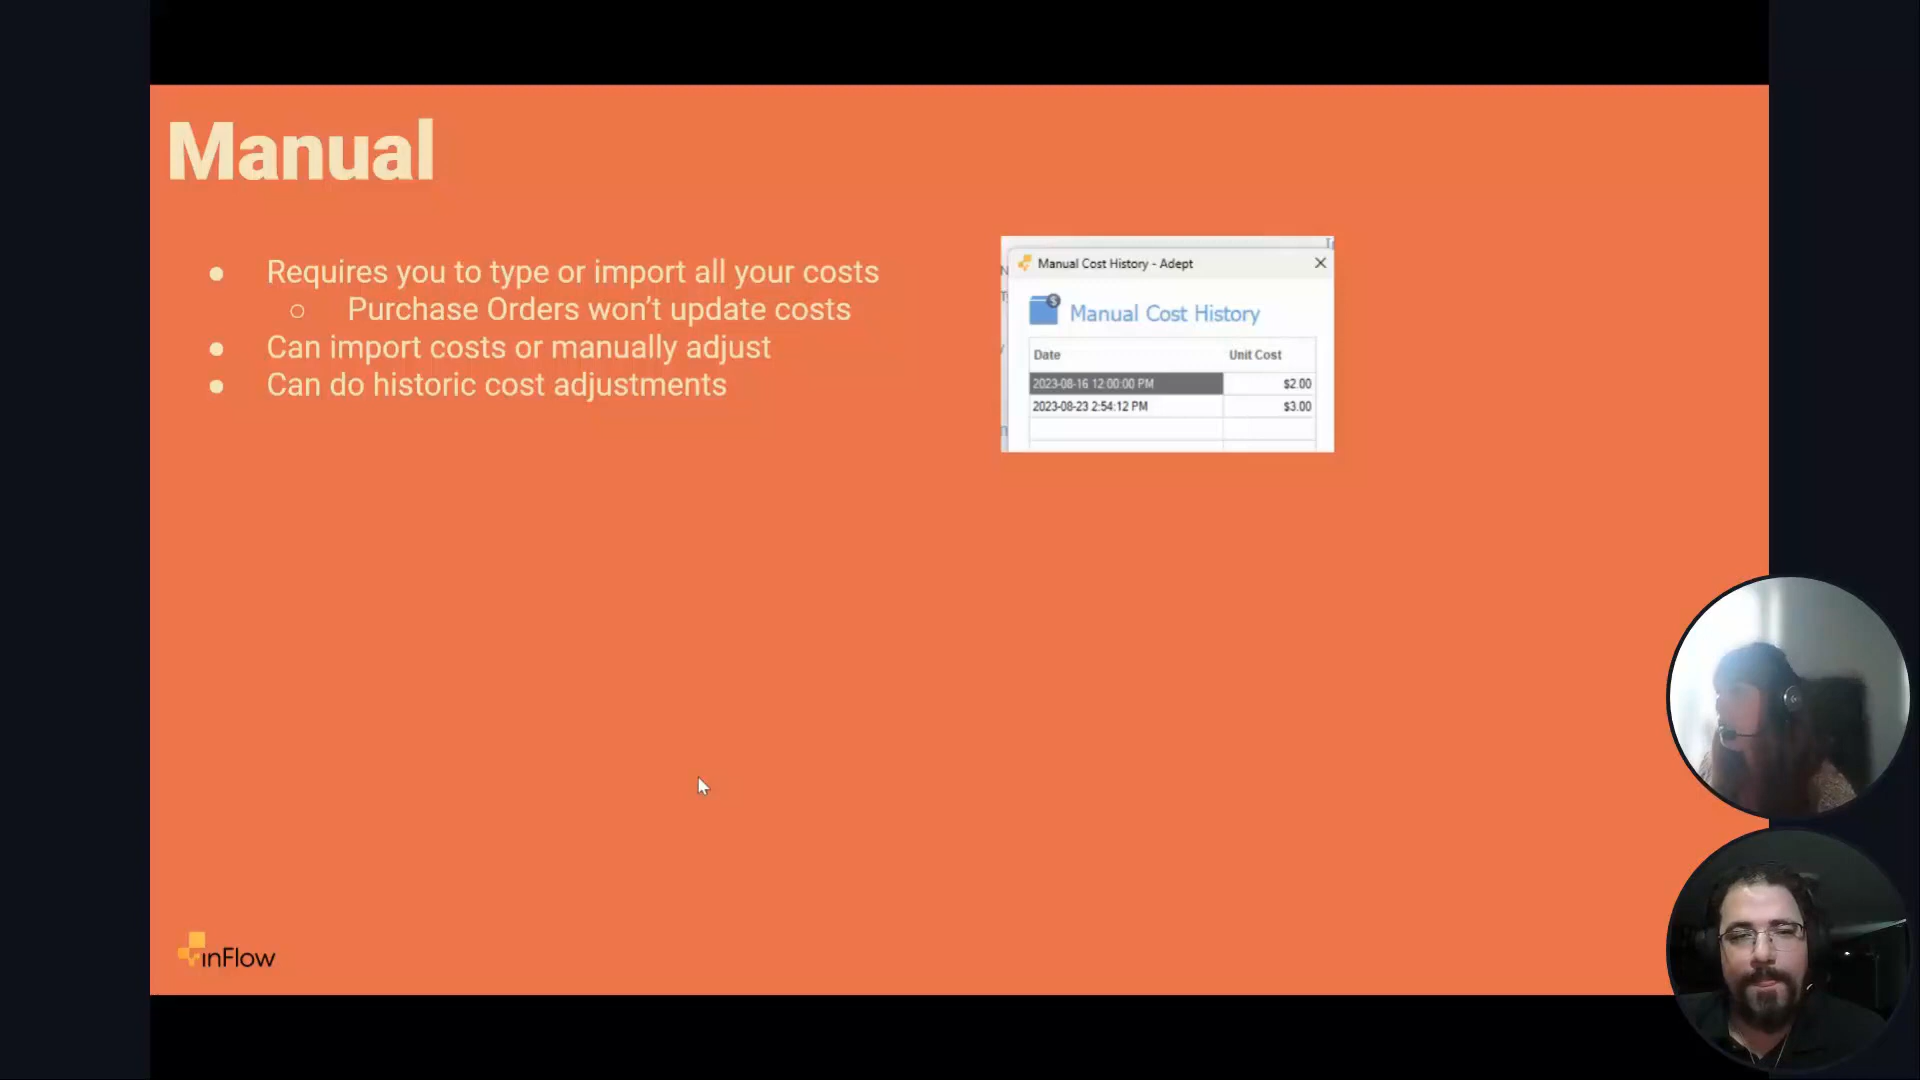 Manual
● Requires you to type or import all your costs
○ Purchase Orders won't update costs
● Can import costs or manually adjust
● Can do historic cost adjustments
Manual Cost History - Adept
Manual Cost History
Date Unit Cost
2023-08-16 12:00:00 PM $2.00
2023-08-23 2:54:12 PM $3.00
inFlow